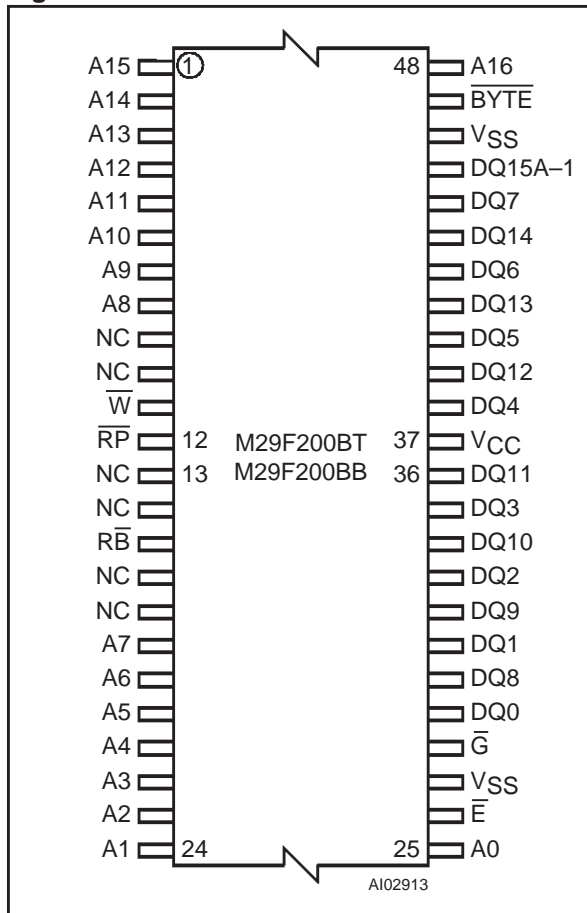 A15 1 48 A16
A14 B̅Y̅T̅E̅
A13 VSS
A12 DQ15A–1
A11 DQ7
A10 DQ14
A9 DQ6
A8 DQ13
NC DQ5
NC DQ12
W̅ DQ4
R̅P̅ 12 M29F200BT 37 VCC
NC 13 M29F200BB 36 DQ11
NC DQ3
RB̅ DQ10
NC DQ2
NC DQ9
A7 DQ1
A6 DQ8
A5 DQ0
A4 G̅
A3 VSS
A2 E̅
A1 24 25 A0
AI02913